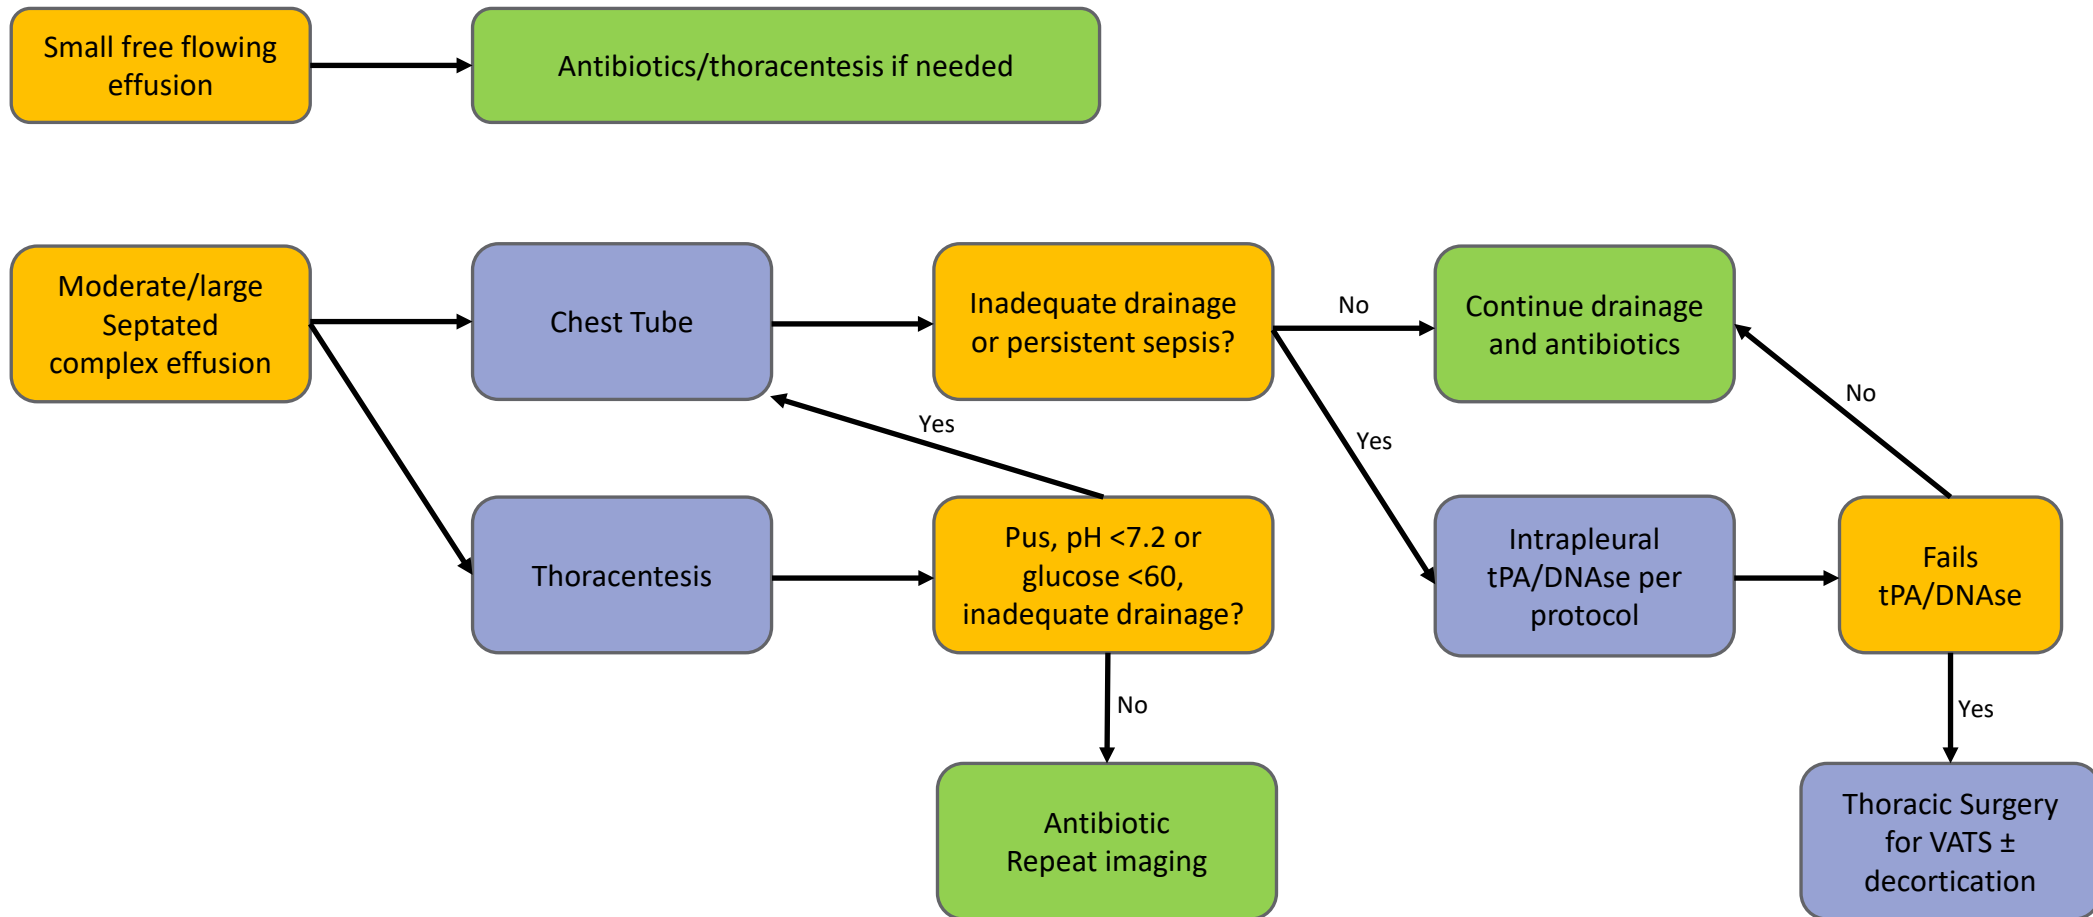 Small free flowing
effusion
Antibiotics/thoracentesis if needed
Moderate/large
Septated
complex effusion
Chest Tube
Inadequate drainage
or persistent sepsis?
No
Continue drainage
and antibiotics
Yes
Yes
No
Thoracentesis
Pus, pH <7.2 or
glucose <60,
inadequate drainage?
Intrapleural
tPA/DNAse per
protocol
Fails
tPA/DNAse
No
Yes
Antibiotic
Repeat imaging
Thoracic Surgery
for VATS ±
decortication